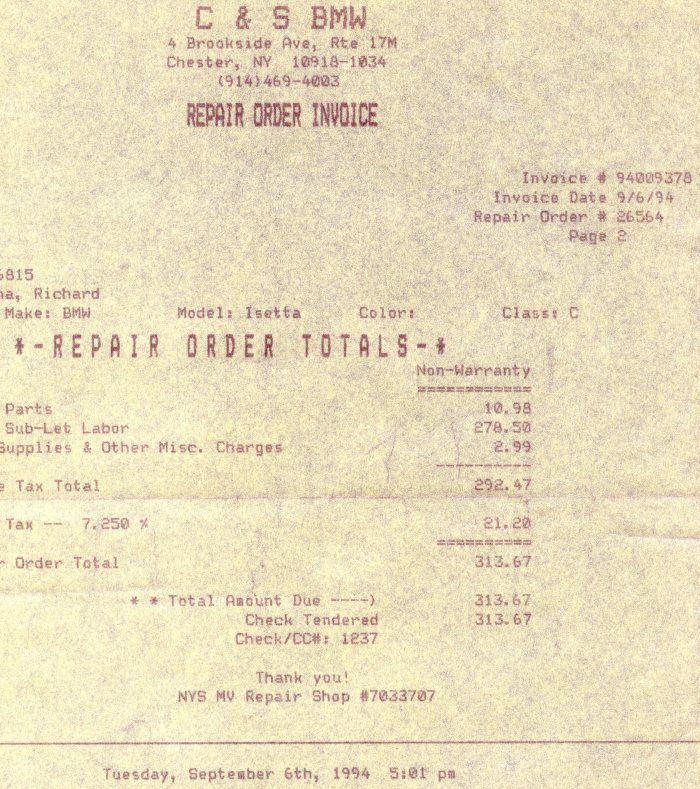 C & S BMW
4 Brookside Ave, Rte 17M
Chester, NY 10918-1034
(914)469-4003
REPAIR ORDER INVOICE
Invoice # 94009378
Invoice Date 9/6/94
Repair Order # 26564
Page 2
6815
na, Richard
Make: BMW Model: Isetta Color: Class: C
*-REPAIR ORDER TOTALS-*
Non-Warranty
============
Parts 10.98
Sub-Let Labor 278.50
Supplies & Other Misc. Charges 2.99
----------
e Tax Total 292.47
Tax -- 7.250 % 21.20
==========
r Order Total 313.67
* * Total Amount Due ----) 313.67
Check Tendered 313.67
Check/CC#: 1237
Thank you!
NYS MV Repair Shop #7033707
Tuesday, September 6th, 1994 5:01 pm